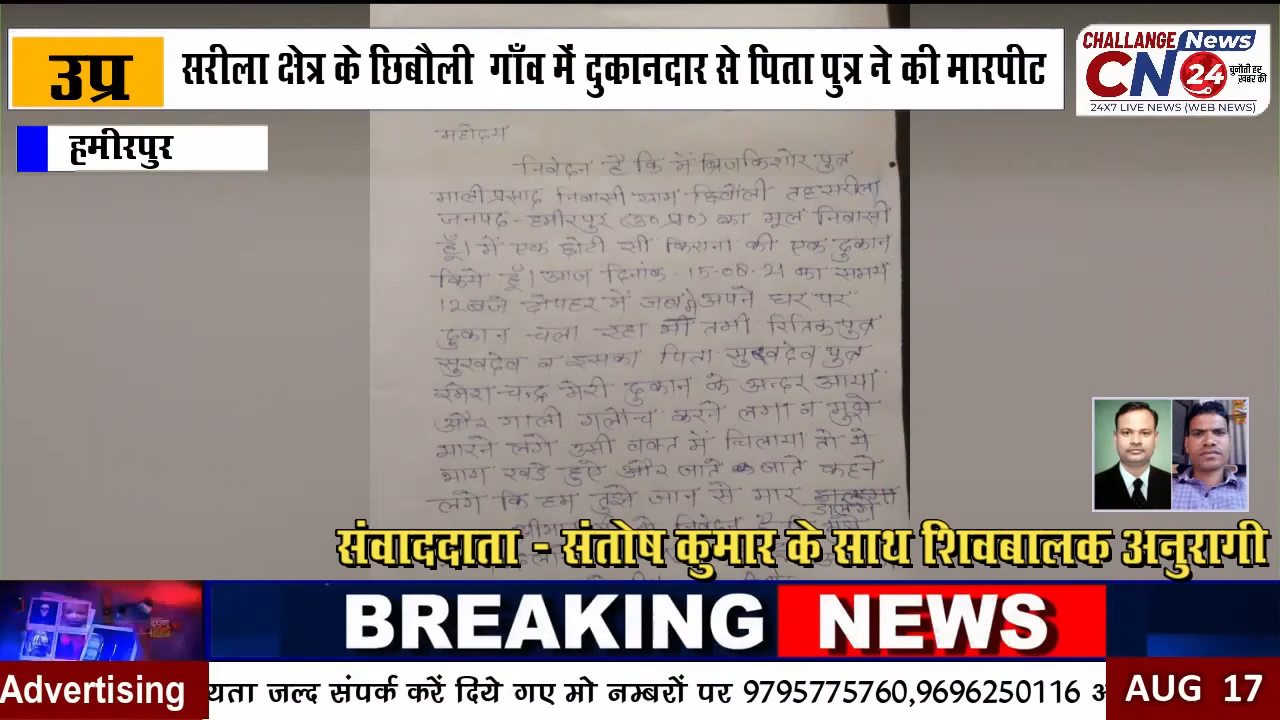 उप्र
सरीला क्षेत्र के छिबौली गाँव में दुकानदार से पिता पुत्र ने की मारपीट
CHALLANGE News
CN 24
चुनौती हर
ख़बर की
24X7 LIVE NEWS (WEB NEWS)
हमीरपुर
महोदय
निवेदन है कि में ब्रिजकिशोर पुत्र
माली प्रसाद निवासी ग्राम छिबौली तह सरीला
जनपद - हमीरपुर (उ० प्र०) का मूल निवासी
हूँ। में एक छोटी सी किराना की एक दुकान
किये हूँ। आज दिनांक - 15-08-21 का समय
12 बजे दोपहर में जब में अपने घर पर
दुकान चला रहा था तभी रितिक पुत्र
सुखदेव व इसका पिता सुखदेव पुत्र
रमेश चन्द्र मेरी दुकान के अन्दर आया
और गाली गलौच करने लगा व मुझे
मारने लगे उसी वक्त में चिलाया तो ये
भाग खडे हुऐ और जाते जाते कहने
लगे कि हम तुझे जान से मार
डालेगे
निवेदन है कि
संवाददाता - संतोष कुमार के साथ शिवबालक अनुरागी
BREAKING NEWS
Advertising
यता जल्द संपर्क करें दिये गए मो नम्बरों पर 9795775760,9696250116
AUG 17